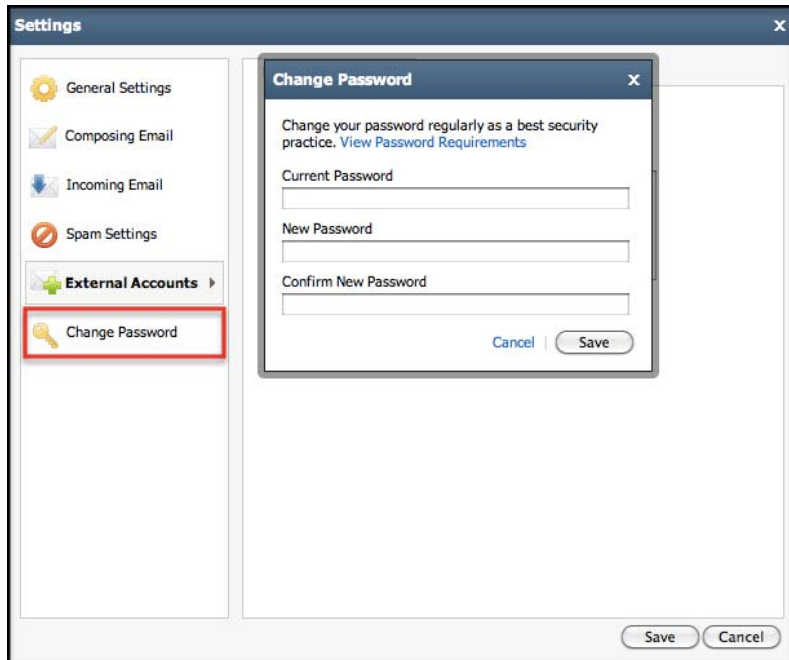 Settings
x
General Settings
Composing Email
Incoming Email
Spam Settings
External Accounts
Change Password
Change Password
x
Change your password regularly as a best security
practice. View Password Requirements
Current Password
New Password
Confirm New Password
Cancel
Save
Save
Cancel